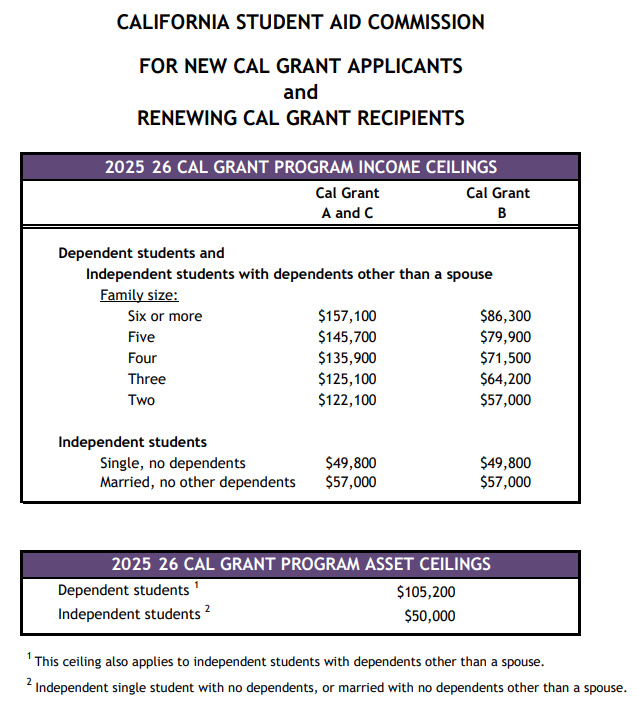 CALIFORNIA STUDENT AID COMMISSION
FOR NEW CAL GRANT APPLICANTS
and
RENEWING CAL GRANT RECIPIENTS
2025 26 CAL GRANT PROGRAM INCOME CEILINGS
Cal Grant Cal Grant
A and C B
Dependent students and
Independent students with dependents other than a spouse
Family size:
Six or more $157,100 $86,300
Five $145,700 $79,900
Four $135,900 $71,500
Three $125,100 $64,200
Two $122,100 $57,000
Independent students
Single, no dependents $49,800 $49,800
Married, no other dependents $57,000 $57,000
2025 26 CAL GRANT PROGRAM ASSET CEILINGS
Dependent students 1 $105,200
Independent students 2 $50,000
1 This ceiling also applies to independent students with dependents other than a spouse.
2 Independent single student with no dependents, or married with no dependents other than a spouse.